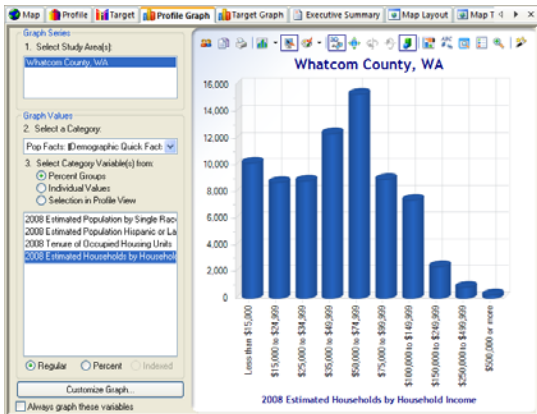 Map Profile Target Profile Graph Target Graph Executive Summary Map Layout Map T
Graph Series
1. Select Study Area(s):
Whatcom County, WA
Graph Values
2. Select a Category:
Pop Facts: (Demographic Quick Fact:
3. Select Category Variable(s) from:
Percent Groups
Individual Values
Selection in Profile View
2008 Estimated Population by Single Race
2008 Estimated Population Hispanic or La
2008 Tenure of Occupied Housing Units
2008 Estimated Households by Household
Regular Percent Indexed
Customize Graph...
Always graph these variables
Whatcom County, WA
16,000
14,000
12,000
10,000
8,000
6,000
4,000
2,000
0
Less than $15,000
$15,000 to $24,999
$25,000 to $34,999
$35,000 to $49,999
$50,000 to $74,999
$75,000 to $99,999
$100,000 to $149,999
$150,000 to $249,999
$250,000 to $499,999
$500,000 or more
2008 Estimated Households by Household Income